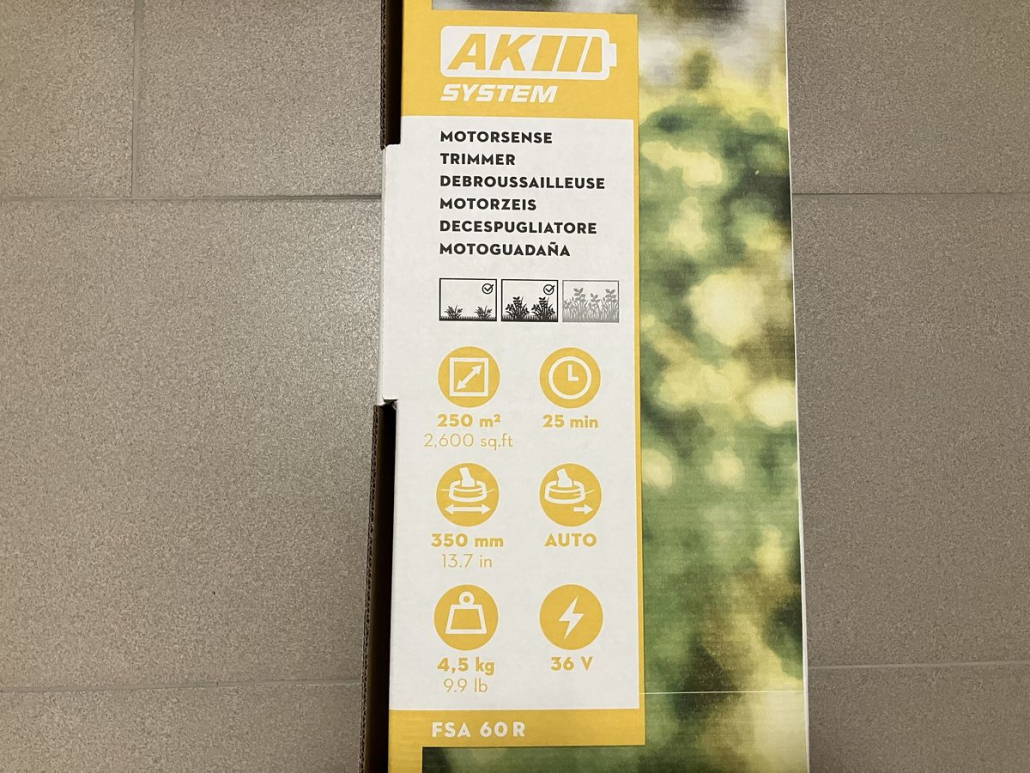 AK
SYSTEM
MOTORSENSE
TRIMMER
DEBROUSSAILLEUSE
MOTORZEIS
DECESPUGLIATORE
MOTOGUADAÑA
250 m²
2,600 sq.ft
25 min
350 mm
13.7 in
AUTO
4,5 kg
9.9 lb
36 V
FSA 60 R